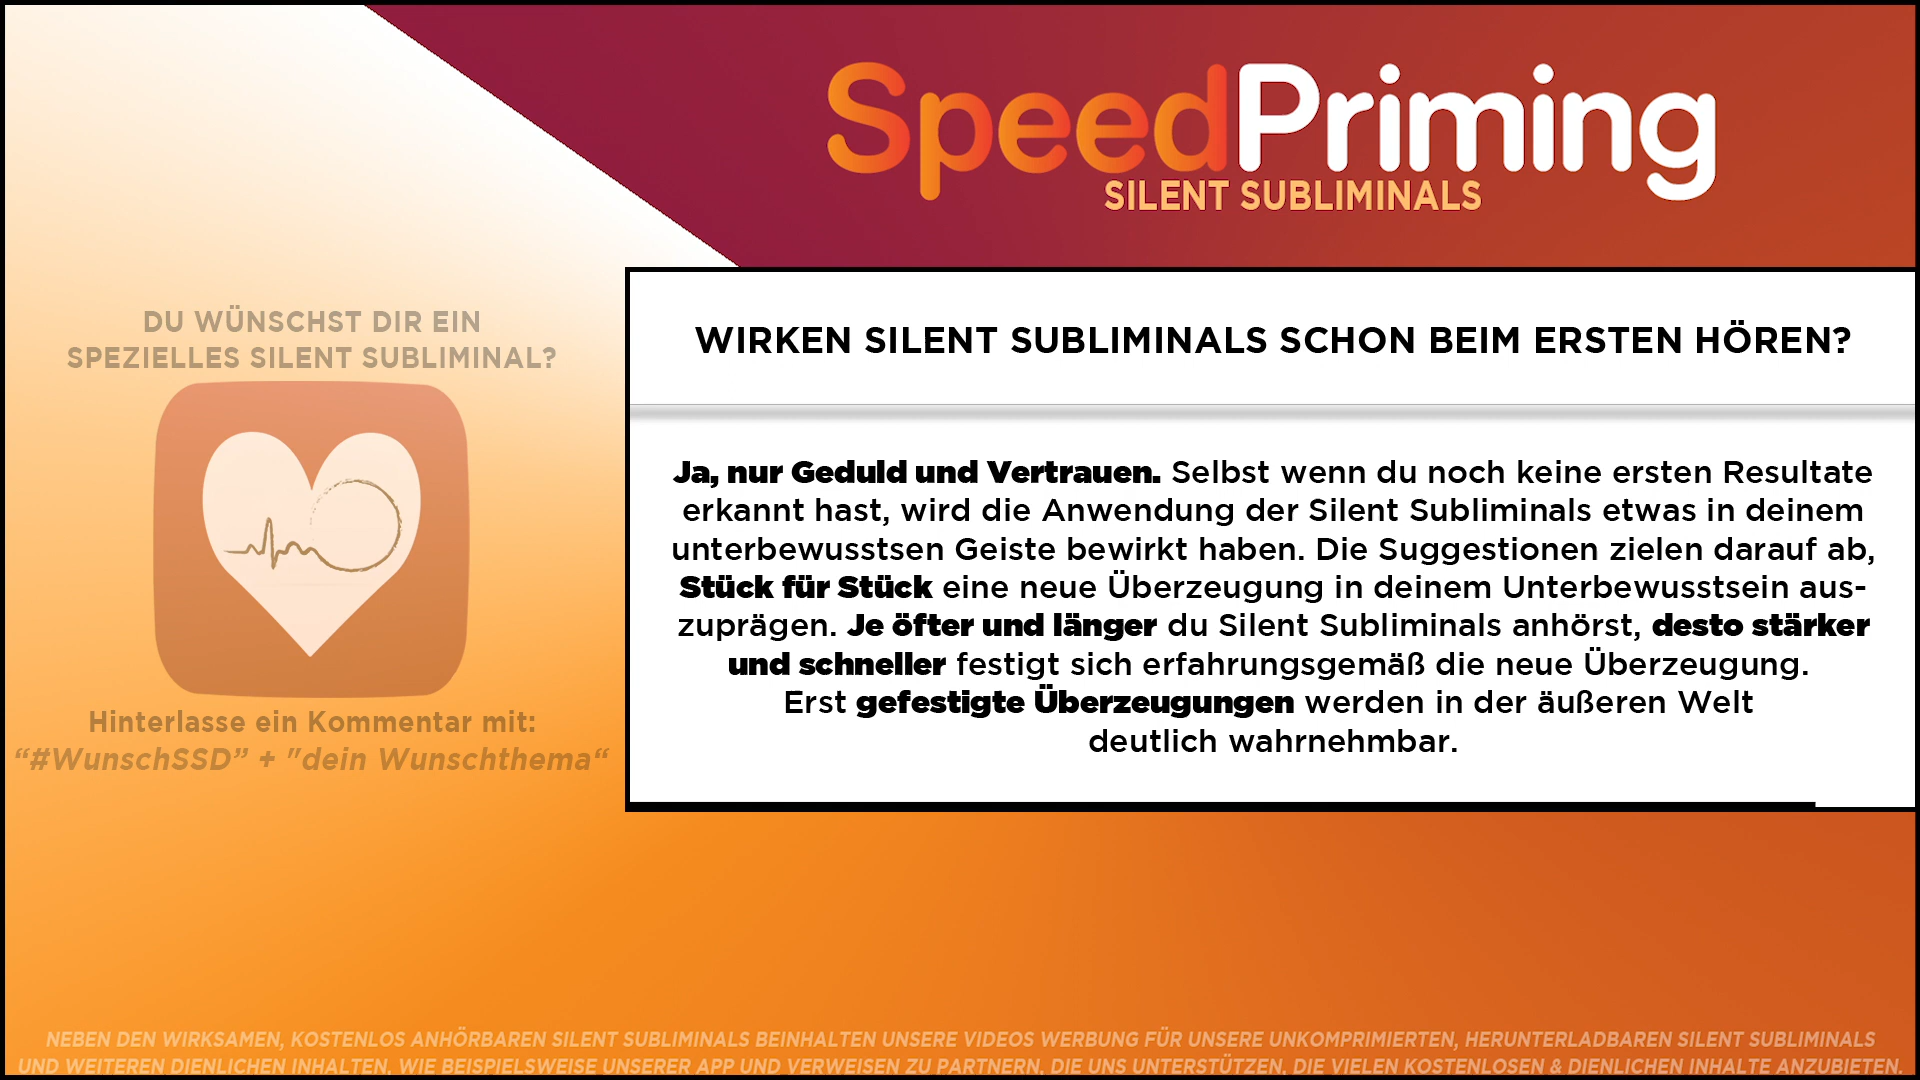 SpeedPriming
SILENT SUBLIMINALS
DU WÜNSCHST DIR EIN
SPEZIELLES SILENT SUBLIMINAL?
Hinterlasse ein Kommentar mit:
“#WunschSSD” + "dein Wunschthema“
WIRKEN SILENT SUBLIMINALS SCHON BEIM ERSTEN HÖREN?
Ja, nur Geduld und Vertrauen. Selbst wenn du noch keine ersten Resultate
erkannt hast, wird die Anwendung der Silent Subliminals etwas in deinem
unterbewusstsen Geiste bewirkt haben. Die Suggestionen zielen darauf ab,
Stück für Stück eine neue Überzeugung in deinem Unterbewusstsein aus-
zuprägen. Je öfter und länger du Silent Subliminals anhörst, desto stärker
und schneller festigt sich erfahrungsgemäß die neue Überzeugung.
Erst gefestigte Überzeugungen werden in der äußeren Welt
deutlich wahrnehmbar.
NEBEN DEN WIRKSAMEN, KOSTENLOS ANHÖRBAREN SILENT SUBLIMINALS BEINHALTEN UNSERE VIDEOS WERBUNG FÜR UNSERE UNKOMPRIMIERTEN, HERUNTERLADBAREN SILENT SUBLIMINALS
UND WEITEREN DIENLICHEN INHALTEN, WIE BEISPIELSWEISE UNSERER APP UND VERWEISEN ZU PARTNERN, DIE UNS UNTERSTÜTZEN, DIE VIELEN KOSTENLOSEN & DIENLICHEN INHALTE ANZUBIETEN.